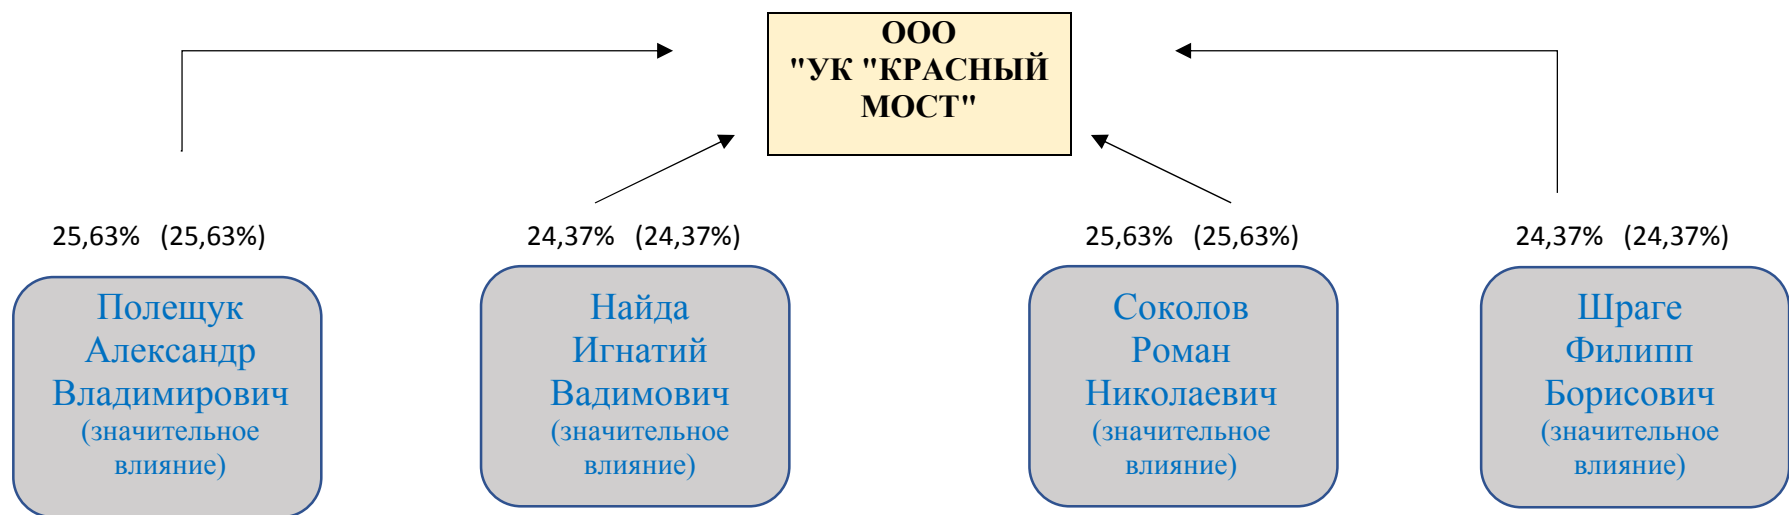 ООО
"УК "КРАСНЫЙ
МОСТ"
25,63% (25,63%)
24,37% (24,37%)
25,63% (25,63%)
24,37% (24,37%)
Полещук
Александр
Владимирович
(значительное
влияние)
Найда
Игнатий
Вадимович
(значительное
влияние)
Соколов
Роман
Николаевич
(значительное
влияние)
Шраге
Филипп
Борисович
(значительное
влияние)